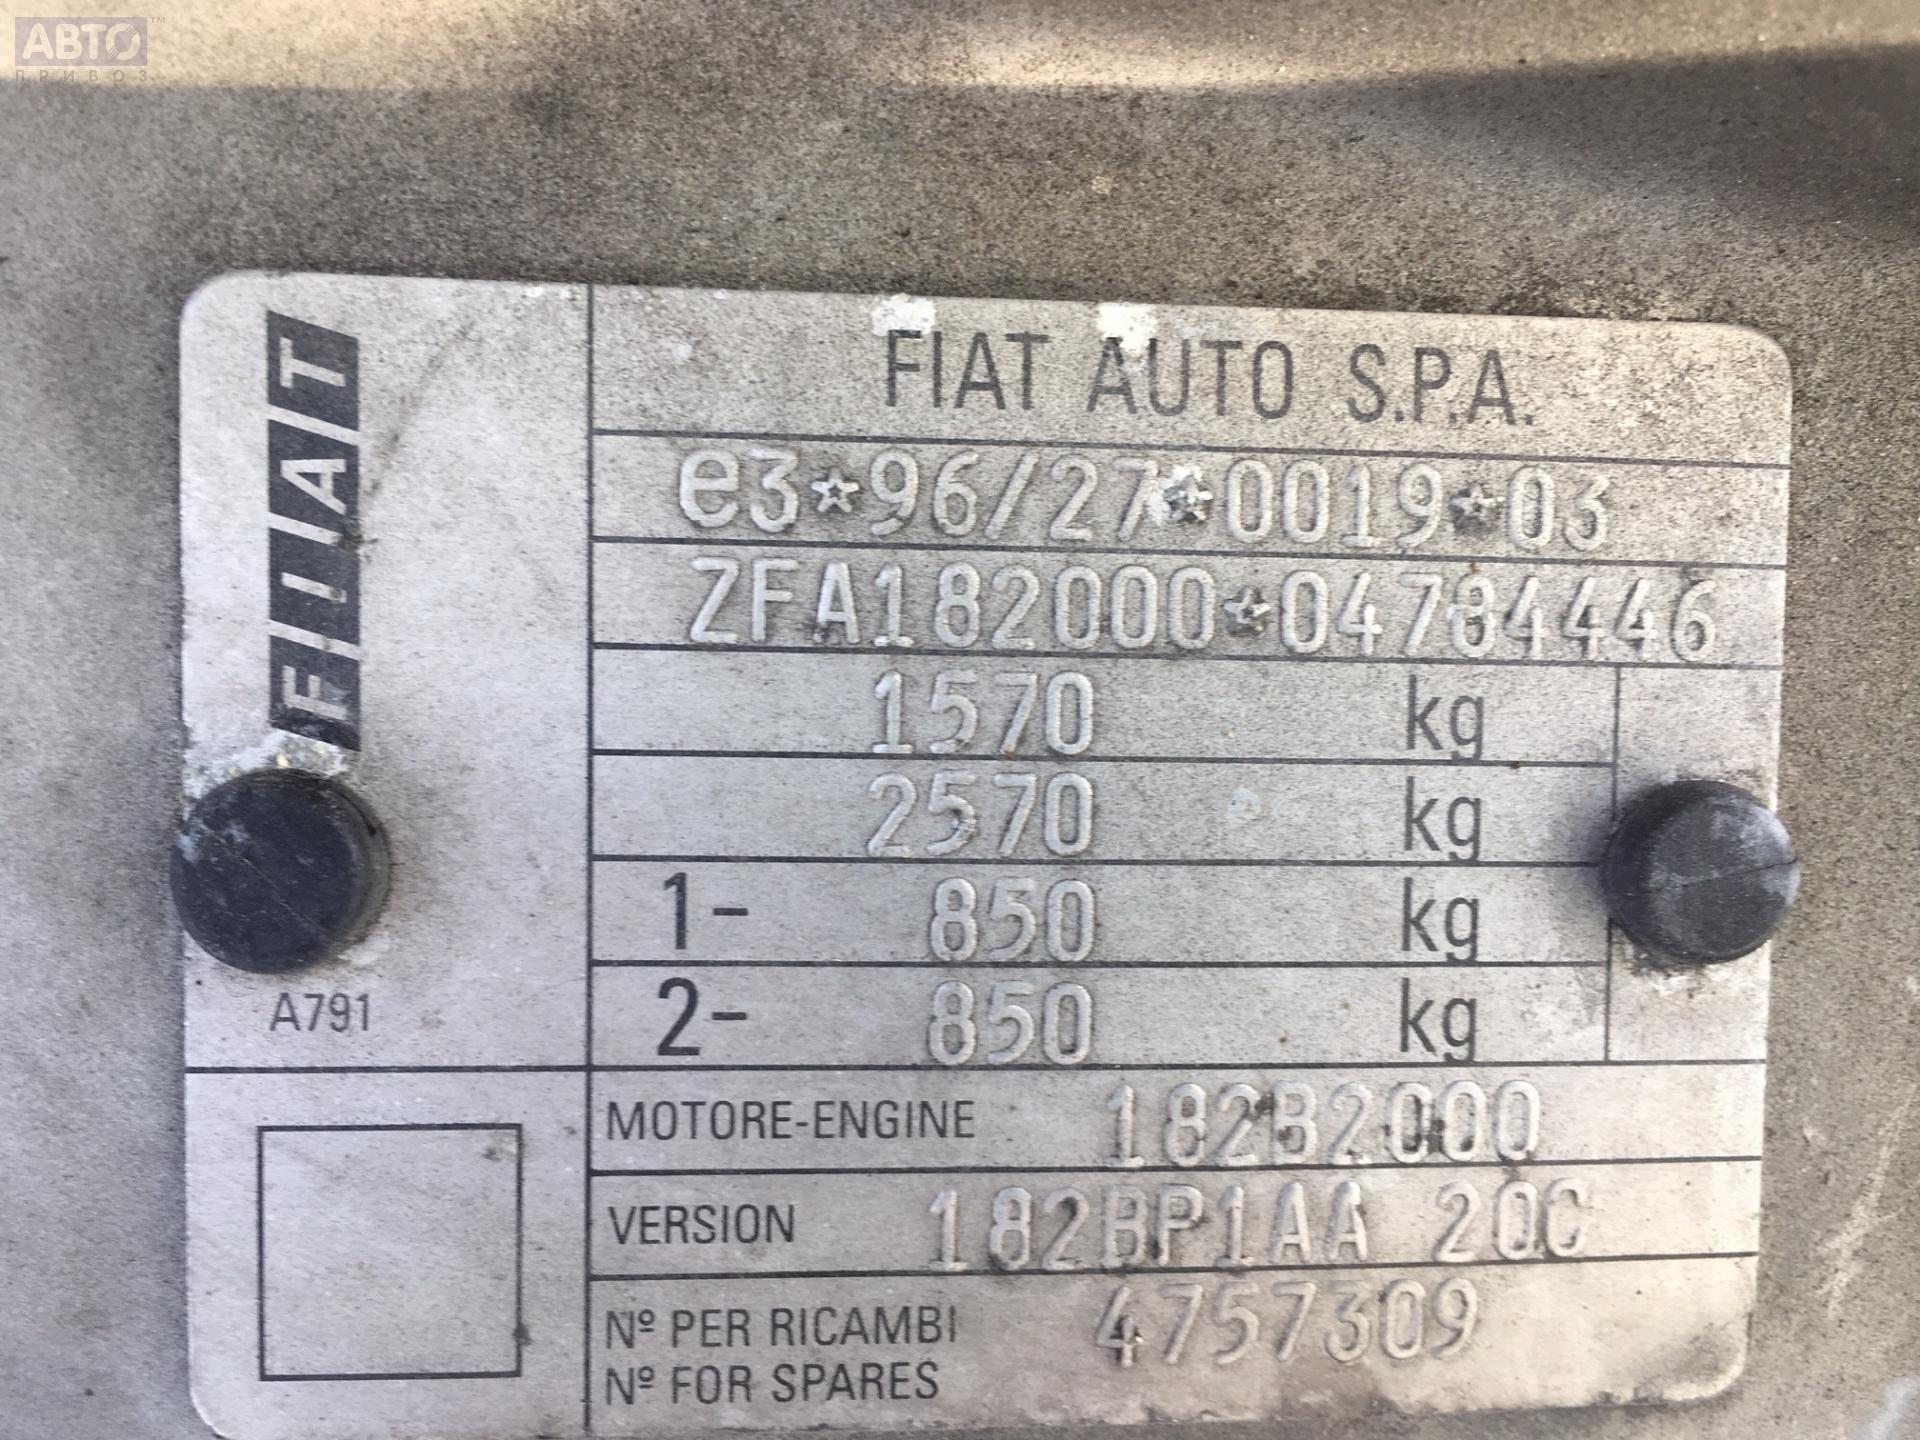 АВТО™
ПРИВОЗ
FIAT
FIAT AUTO S.P.A.
e3*96/27*0019*03
ZFA182000*04784446
1570 kg
2570 kg
1- 850 kg
2- 850 kg
A791
MOTORE-ENGINE 182B2000
VERSION 182BP1AA 20C
Nº PER RICAMBI 4757309
Nº FOR SPARES